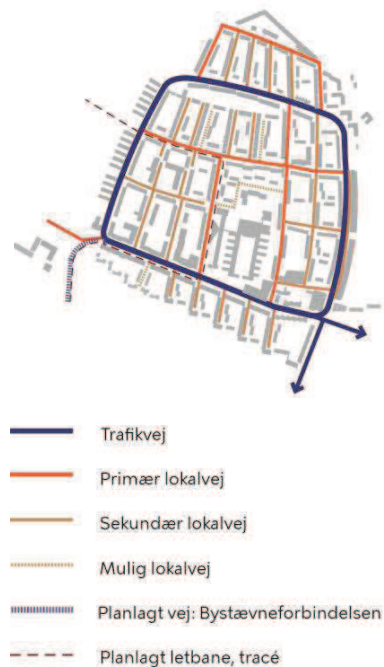 Trafikvej
Primær lokalvej
Sekundær lokalvej
Mulig lokalvej
Planlagt vej: Bystævneforbindelsen
Planlagt letbane, tracé